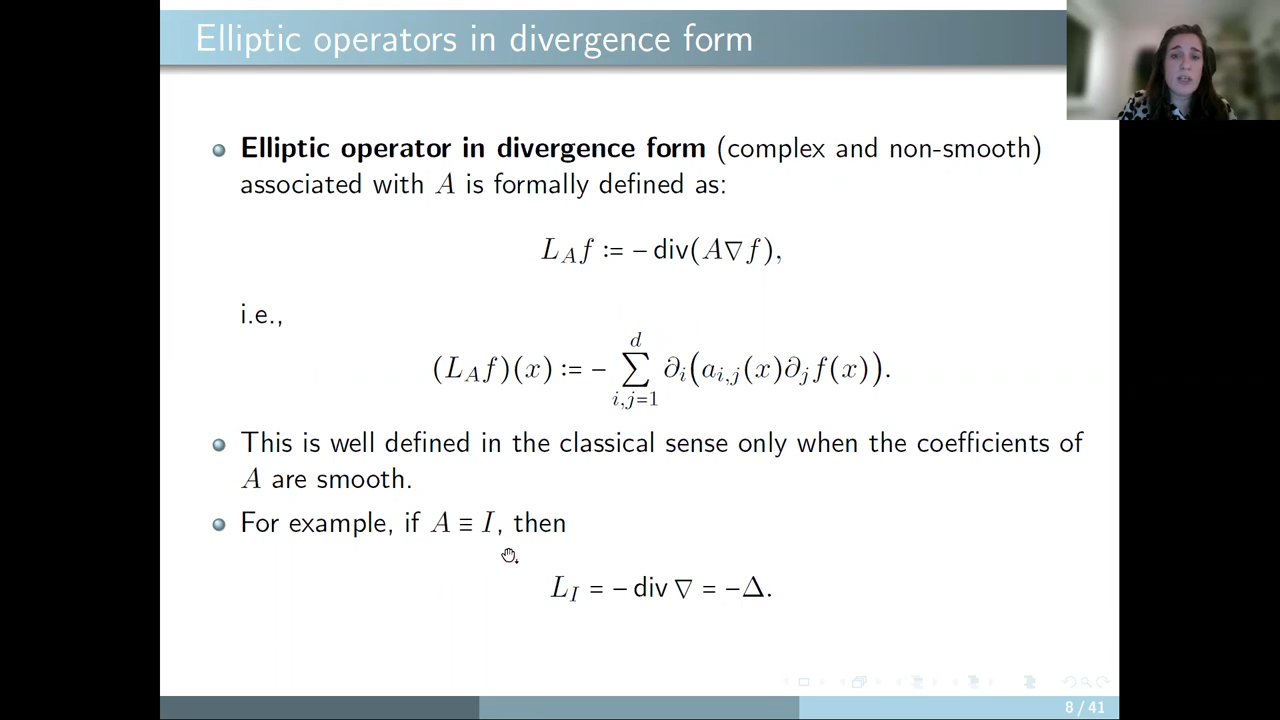 Elliptic operators in divergence form
Elliptic operator in divergence form (complex and non-smooth)
associated with A is formally defined as:
L_A f := − div(A∇f),
i.e.,
(L_A f)(x) := − ∑_{i,j=1}^{d} ∂_i(a_{i,j}(x)∂_j f(x)).
This is well defined in the classical sense only when the coefficients of
A are smooth.
For example, if A ≡ I, then
L_I = − div ∇ = −Δ.
8 / 41